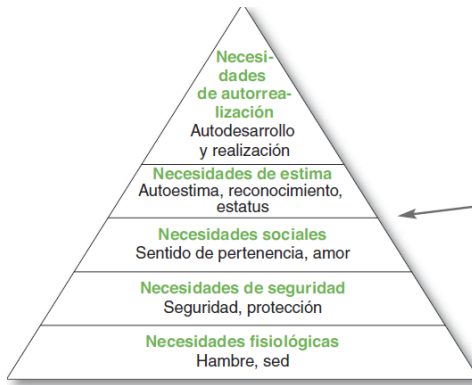 Necesi-
dades
de autorrea-
lización
Autodesarrollo
y realización
Necesidades de estima
Autoestima, reconocimiento,
estatus
Necesidades sociales
Sentido de pertenencia, amor
Necesidades de seguridad
Seguridad, protección
Necesidades fisiológicas
Hambre, sed